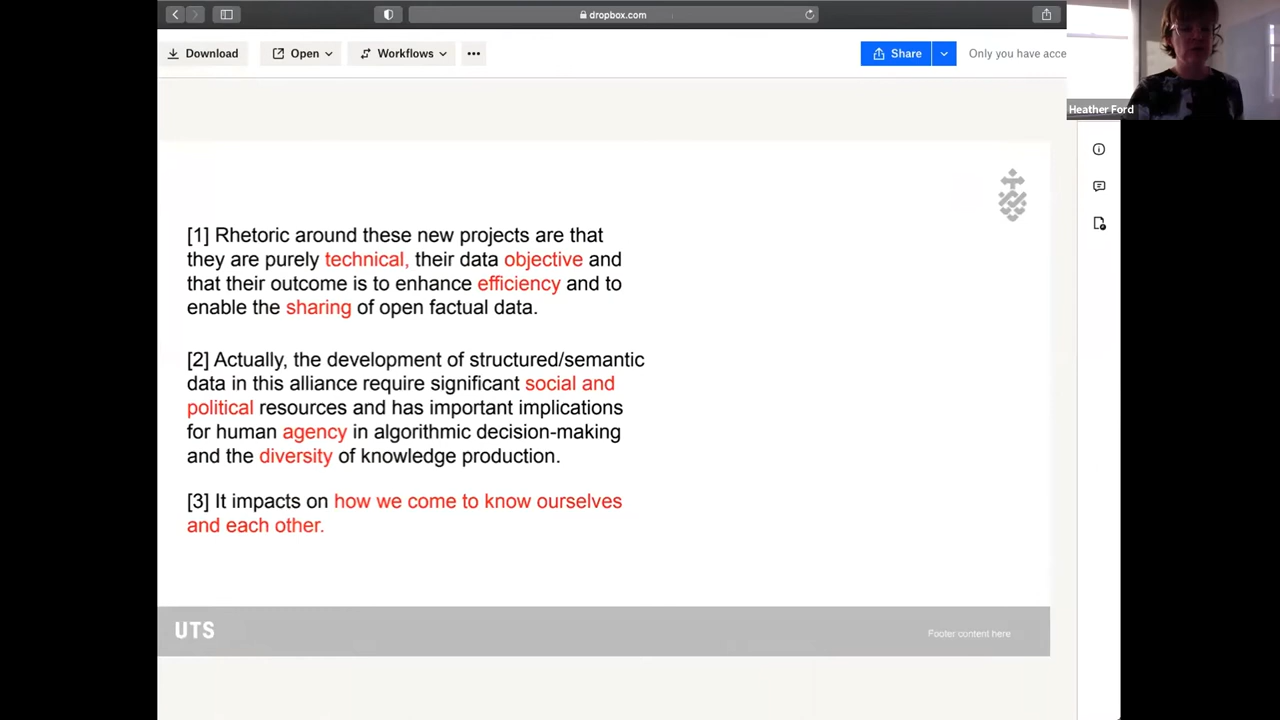 dropbox.com
Download
Open
Workflows
Share
Only you have acce
Heather Ford
[1] Rhetoric around these new projects are that
they are purely technical, their data objective and
that their outcome is to enhance efficiency and to
enable the sharing of open factual data.
[2] Actually, the development of structured/semantic
data in this alliance require significant social and
political resources and has important implications
for human agency in algorithmic decision-making
and the diversity of knowledge production.
[3] It impacts on how we come to know ourselves
and each other.
UTS
Footer content here